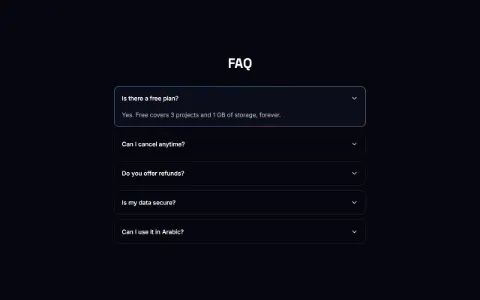 FAQ
Is there a free plan?
Yes. Free covers 3 projects and 1 GB of storage, forever.
Can I cancel anytime?
Do you offer refunds?
Is my data secure?
Can I use it in Arabic?